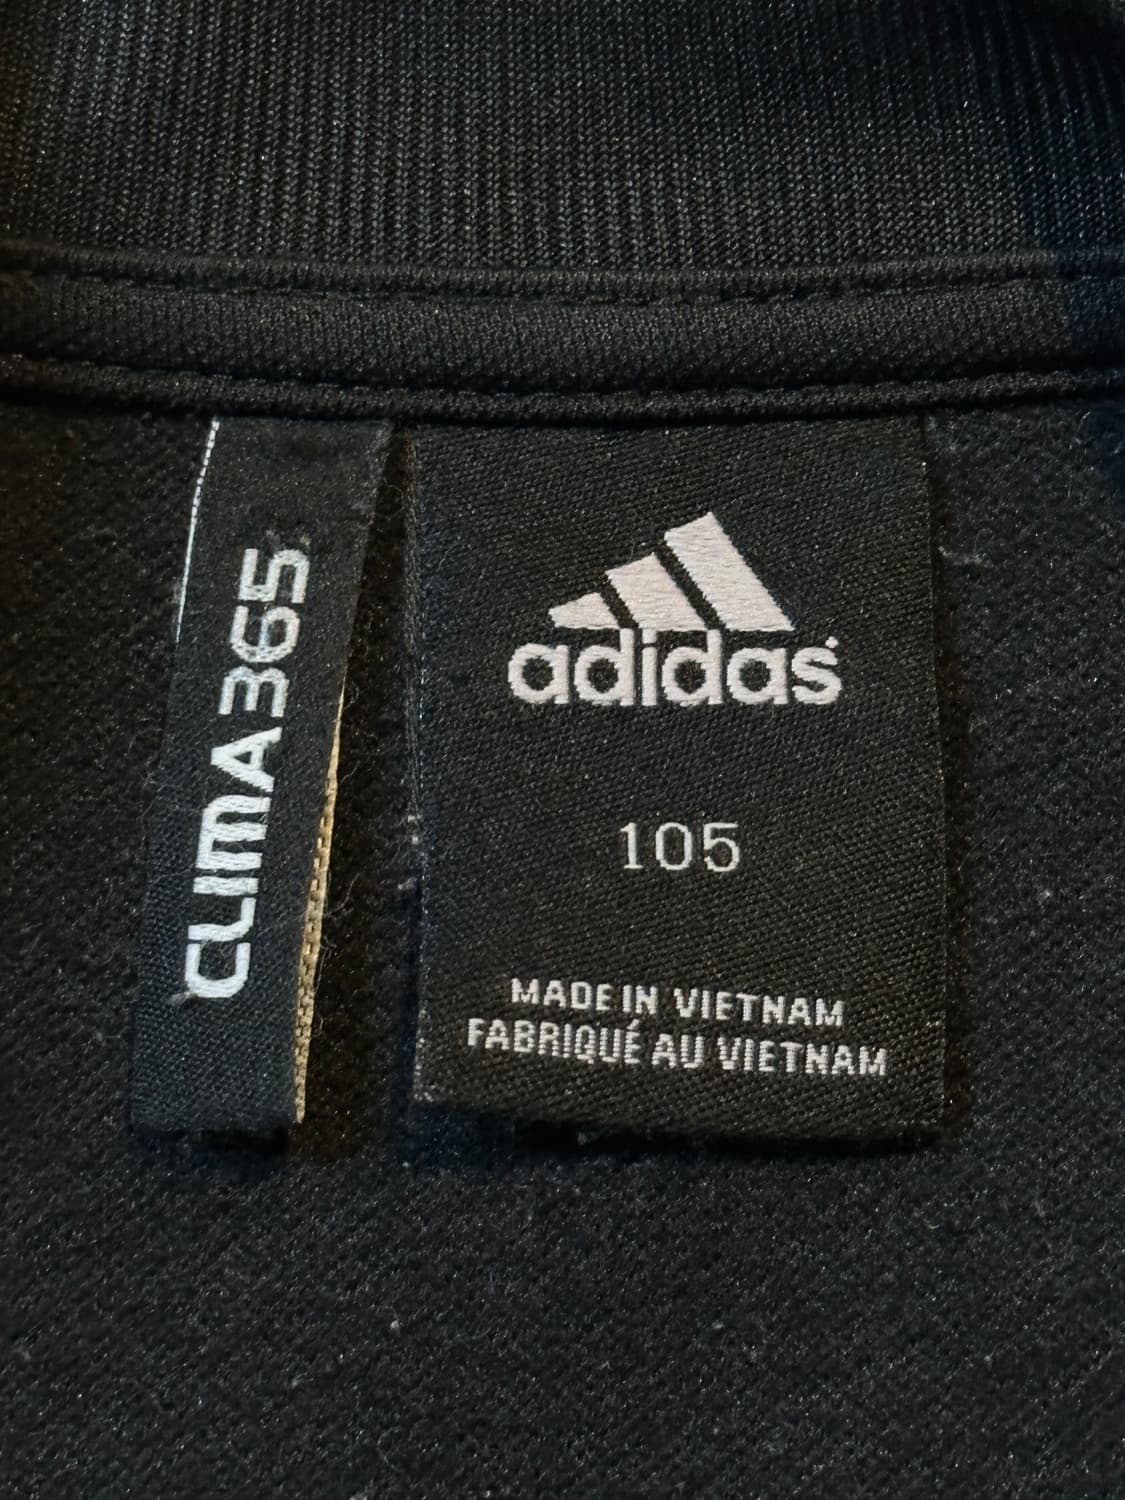 CLIMA365
adidas
105
MADE IN VIETNAM
FABRIQUÉ AU VIETNAM